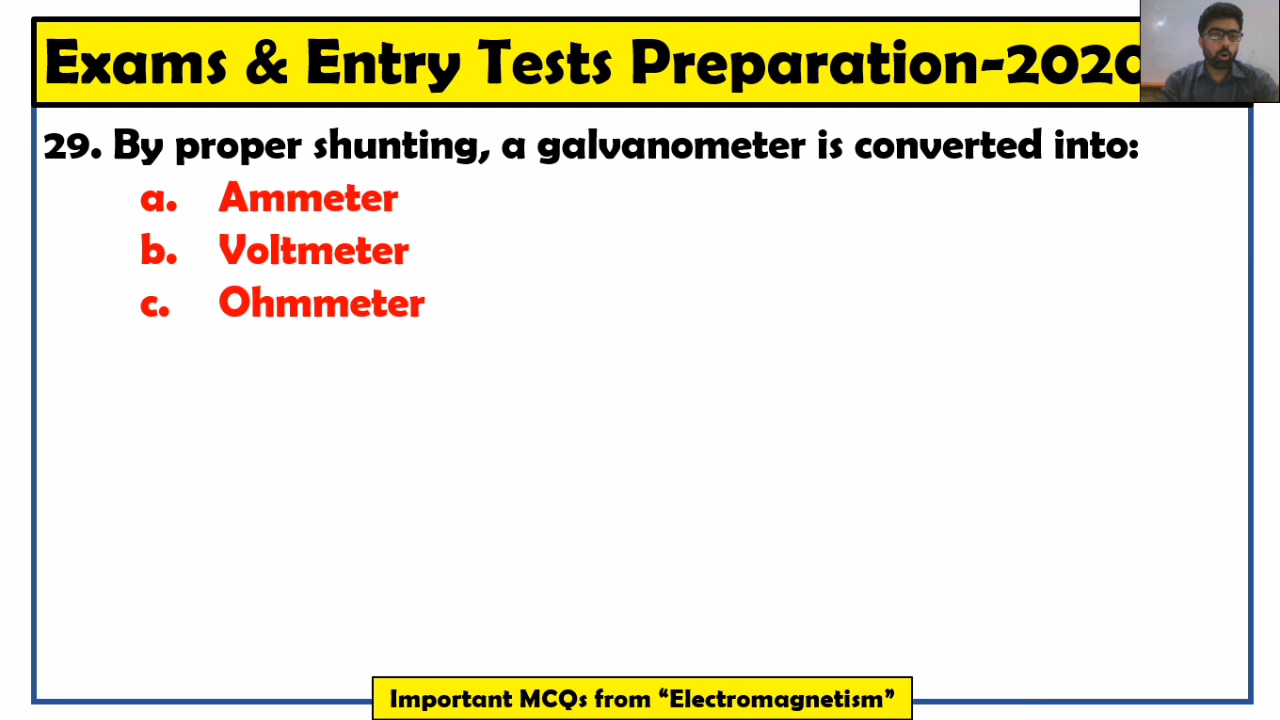 Exams & Entry Tests Preparation-2020
29. By proper shunting, a galvanometer is converted into:
a. Ammeter
b. Voltmeter
c. Ohmmeter
Important MCQs from “Electromagnetism”